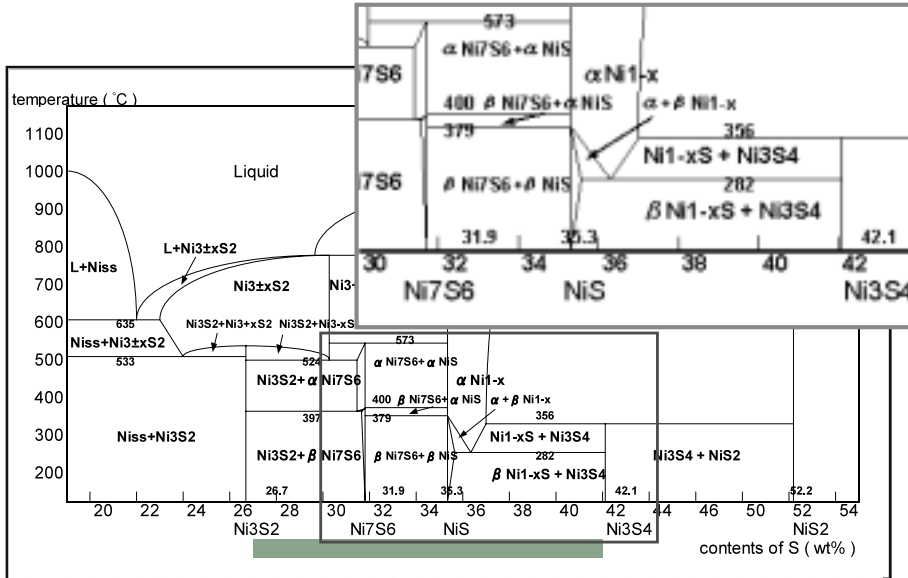 573
α Ni7S6+α NiS
i7S6
αNi1-x
400 β Ni7S6+α NiS
α+β Ni1-x
379
356
Ni1-xS + Ni3S4
i7S6
β Ni7S6+β NiS
282
βNi1-xS + Ni3S4
31.9
35.3
42.1
30 32 34 36 38 40 42
Ni7S6 NiS Ni3S4
temperature ( °C)
1100
1000
900
800
700
600
500
400
300
200
Liquid
L+Ni3±xS2
L+Niss
Ni3±xS2
Ni3-
635
Ni3S2+Ni3+xS2
Ni3S2+Ni3-xS
Niss+Ni3±xS2
573
533
524
α Ni7S6+α NiS
Ni3S2+α Ni7S6
α Ni1-x
400 β Ni7S6+α NiS
α+β Ni1-x
397
379
356
Niss+Ni3S2
Ni3S2+β Ni7S6
β Ni7S6+β NiS
Ni1-xS + Ni3S4
Ni3S4 + NiS2
282
β Ni1-xS + Ni3S4
26.7
31.9
35.3
42.1
52.2
20 22 24 26 28 30 32 34 36 38 40 42 44 46 48 50 52 54
Ni3S2 Ni7S6 NiS Ni3S4 NiS2
contents of S ( wt%)